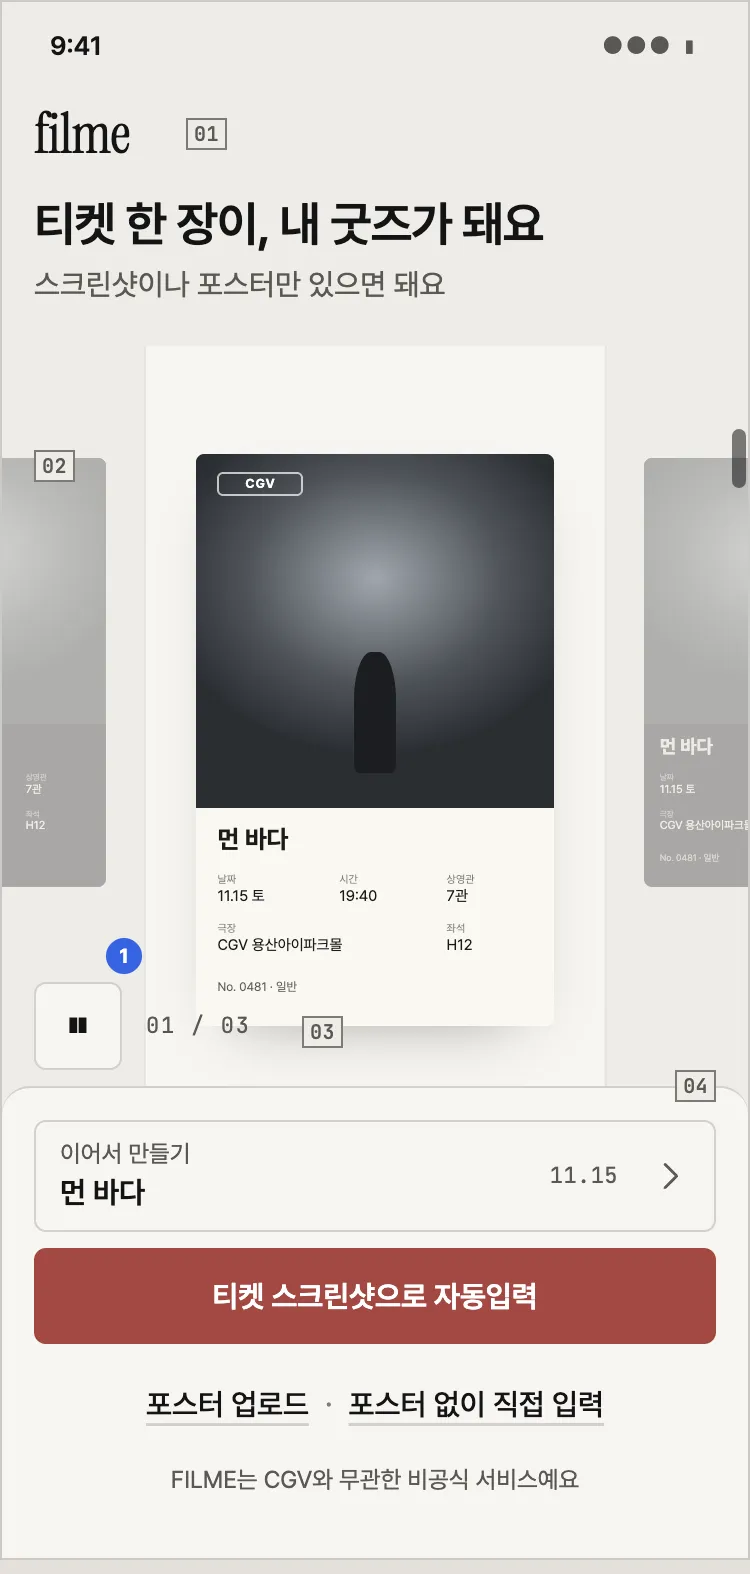 9:41
filme
01
티켓 한 장이, 내 굿즈가 돼요
스크린샷이나 포스터만 있으면 돼요
02
상영관
7관
좌석
H12
CGV
먼 바다
날짜
11.15 토
시간
19:40
상영관
7관
극장
CGV 용산아이파크몰
좌석
H12
No. 0481 · 일반
먼 바다
날짜
11.15 토
극장
CGV 용산아이파크몰
No. 0481 · 일반
1
01 / 03
03
04
이어서 만들기
먼 바다
11.15
티켓 스크린샷으로 자동입력
포스터 업로드 · 포스터 없이 직접 입력
FILME는 CGV와 무관한 비공식 서비스예요